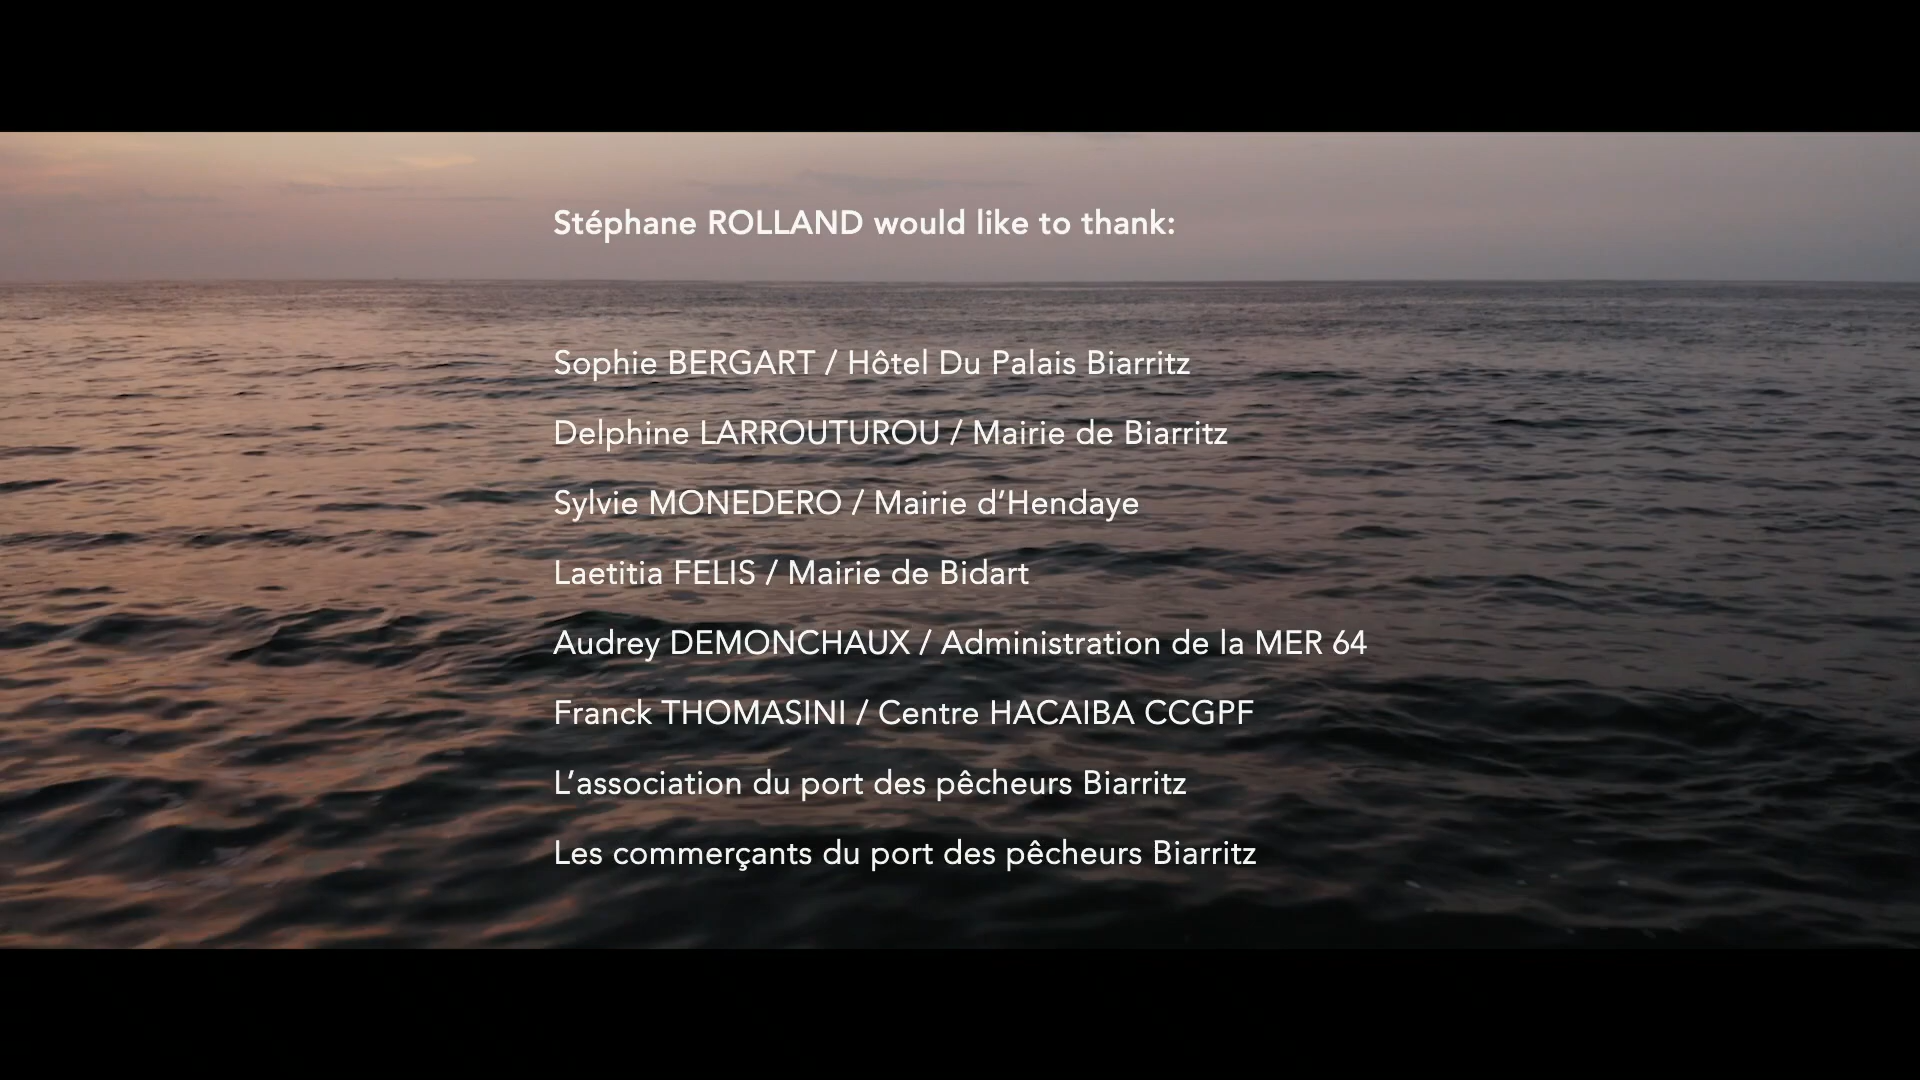 Stéphane ROLLAND would like to thank:
Sophie BERGART / Hôtel Du Palais Biarritz
Delphine LARROUTUROU / Mairie de Biarritz
Sylvie MONEDERO / Mairie d’Hendaye
Laetitia FELIS / Mairie de Bidart
Audrey DEMONCHAUX / Administration de la MER 64
Franck THOMASINI / Centre HACAIBA CCGPF
L’association du port des pêcheurs Biarritz
Les commerçants du port des pêcheurs Biarritz